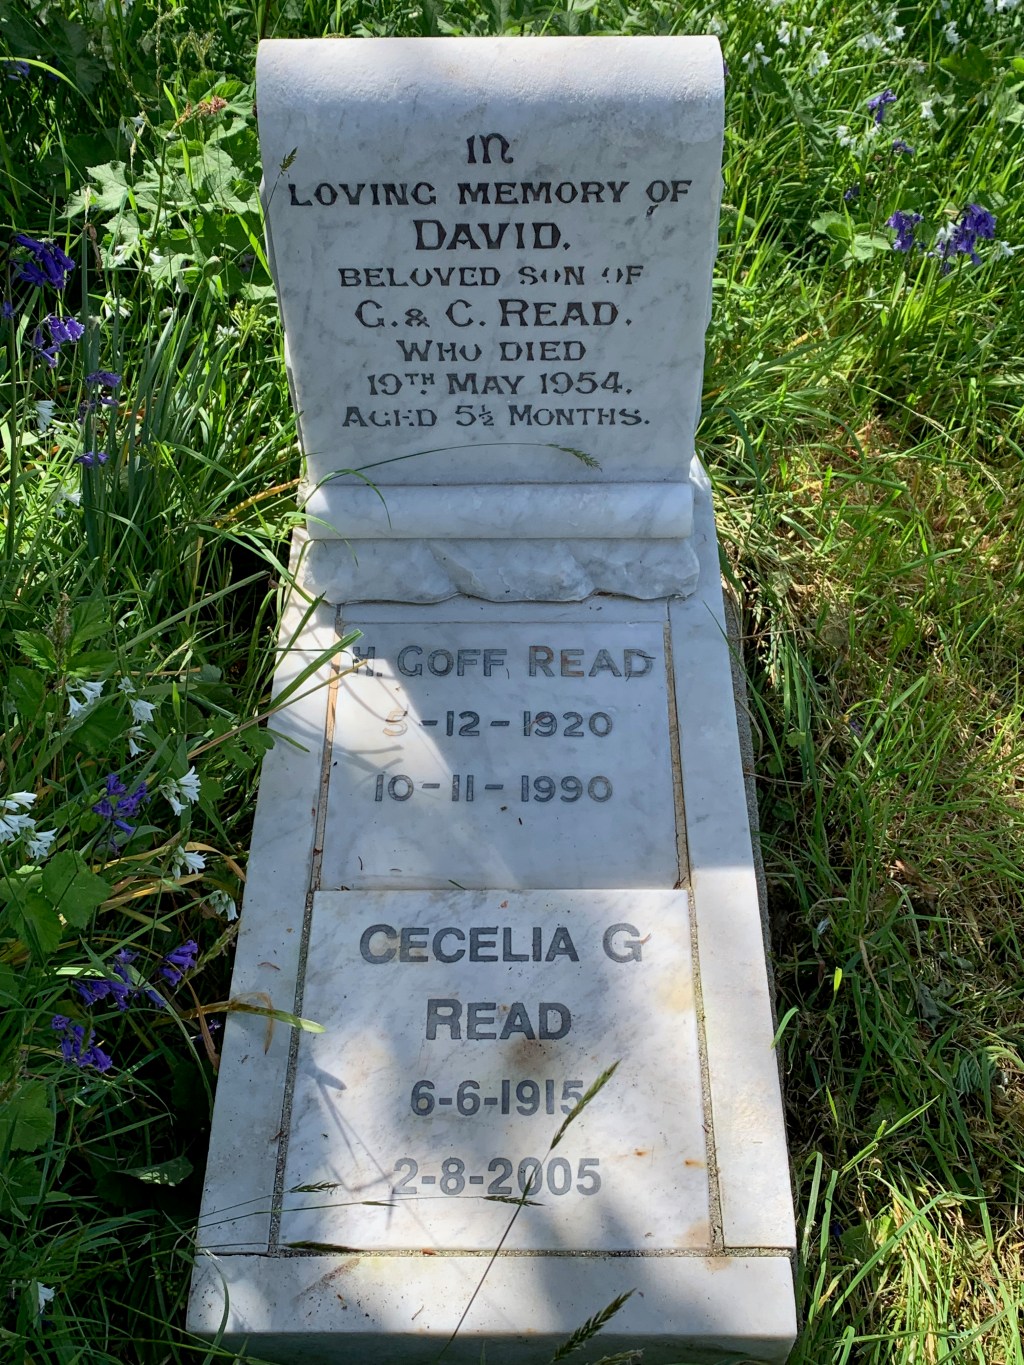 IN
LOVING MEMORY OF
DAVID.
BELOVED SON OF
G. & C. READ.
WHO DIED
19TH MAY 1954.
AGED 5½ MONTHS.
H. GOFF READ
-12-1920
10-11-1990
CECELIA G
READ
6-6-1915
2-8-2005